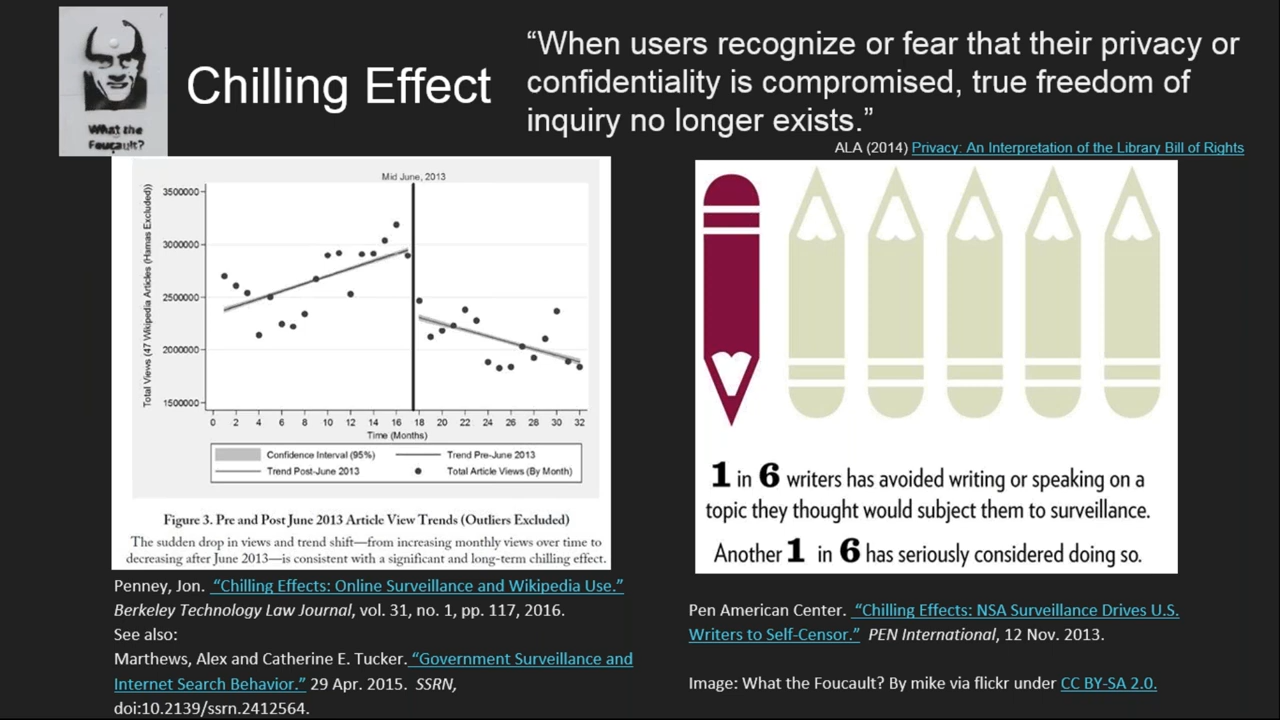 What the
Foucault?
Chilling Effect
“When users recognize or fear that their privacy or
confidentiality is compromised, true freedom of
inquiry no longer exists.”
ALA (2014) Privacy: An Interpretation of the Library Bill of Rights
Mid June, 2013
Total Views (47 Wikipedia Articles (Hamas Excluded))
3500000
3000000
2500000
2000000
1500000
0 2 4 6 8 10 12 14 16 18 20 22 24 26 28 30 32
Time (Months)
Confidence Interval (95%) Trend Pre-June 2013
Trend Post-June 2013 Total Article Views (By Month)
Figure 3. Pre and Post June 2013 Article View Trends (Outliers Excluded)
The sudden drop in views and trend shift—from increasing monthly views over time to
decreasing after June 2013—is consistent with a significant and long-term chilling effect.
Penney, Jon. “Chilling Effects: Online Surveillance and Wikipedia Use.”
Berkeley Technology Law Journal, vol. 31, no. 1, pp. 117, 2016.
See also:
Marthews, Alex and Catherine E. Tucker. “Government Surveillance and
Internet Search Behavior.” 29 Apr. 2015. SSRN,
doi:10.2139/ssrn.2412564.
1 in 6 writers has avoided writing or speaking on a
topic they thought would subject them to surveillance.
Another 1 in 6 has seriously considered doing so.
Pen American Center. “Chilling Effects: NSA Surveillance Drives U.S.
Writers to Self-Censor.” PEN International, 12 Nov. 2013.
Image: What the Foucault? By mike via flickr under CC BY-SA 2.0.